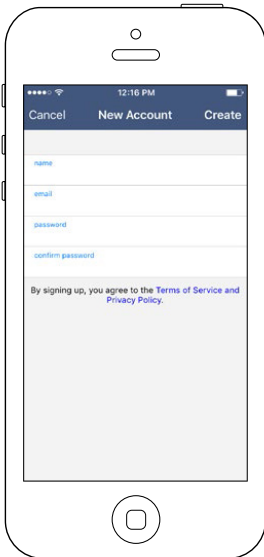 12:16 PM
Cancel New Account Create
name
email
password
confirm password
By signing up, you agree to the Terms of Service and
Privacy Policy.